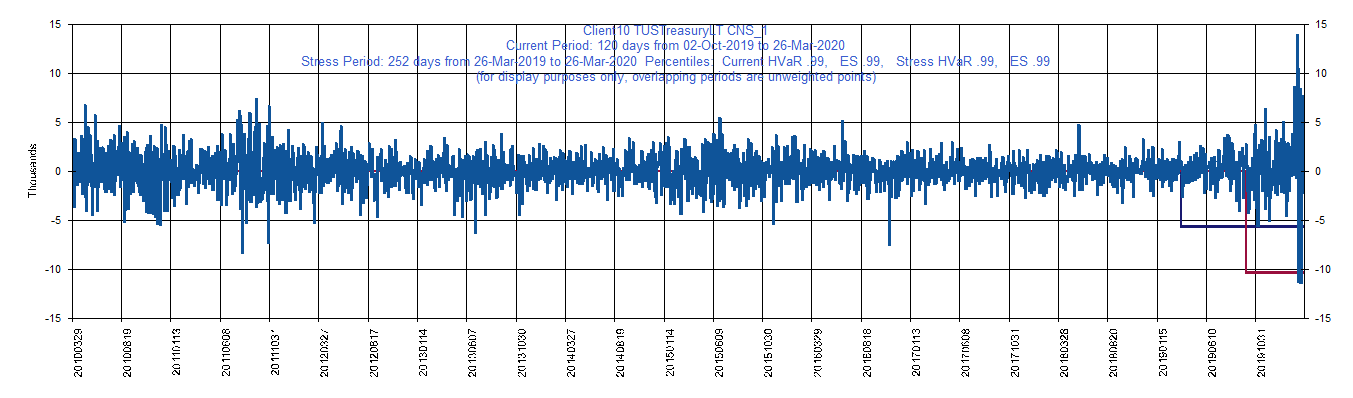 Client10 TUSTreasuryLT CNS_1
Current Period: 120 days from 02-Oct-2019 to 26-Mar-2020
Stress Period: 252 days from 26-Mar-2019 to 26-Mar-2020 Percentiles: Current HVaR .99, ES .99, Stress HVaR .99, ES .99
(for display purposes only, overlapping periods are unweighted points)
15 15
10 10
5 5
0 0
-5 -5
-10 -10
-15 -15
Thousands
20100329 20100819 20110113 20110608 20111031 20120327 20120817 20130114 20130607 20131030 20140327 20140819 20150114 20150609 20151030 20160329 20160818 20170113 20170608 20171031 20180328 20180820 20190115 20190610 20191031